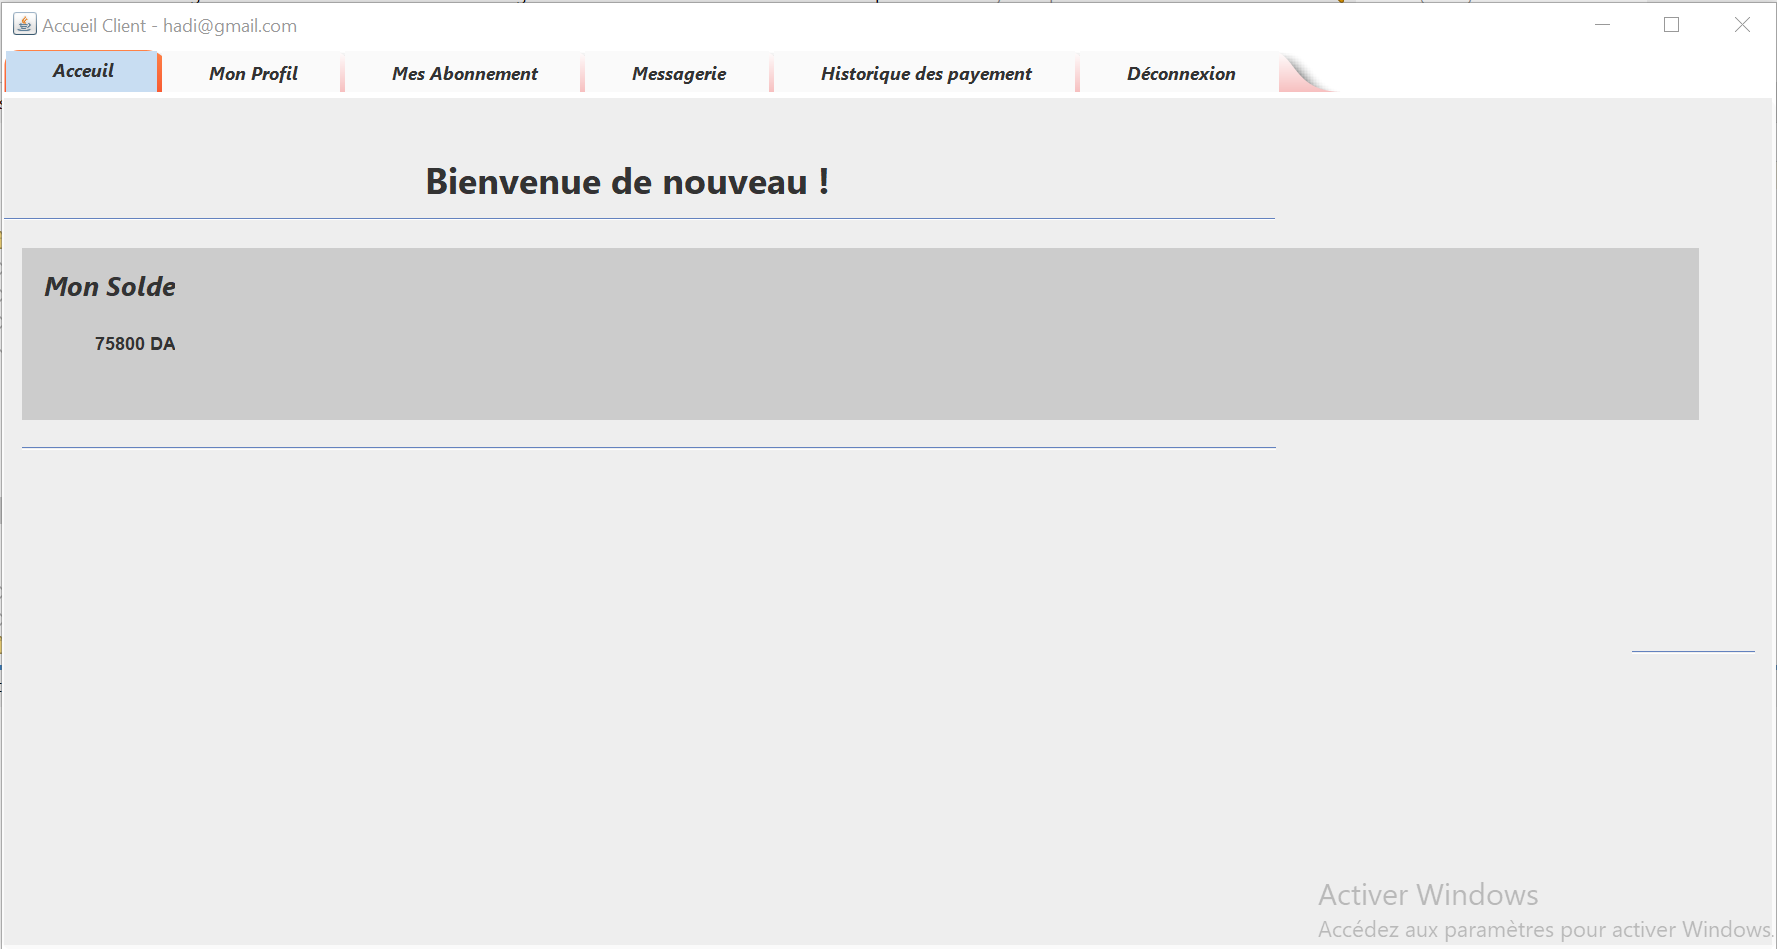 Accueil Client - hadi@gmail.com
Acceuil Mon Profil Mes Abonnement Messagerie Historique des payement Déconnexion
Bienvenue de nouveau !
Mon Solde
75800 DA
Activer Windows
Accédez aux paramètres pour activer Windows.